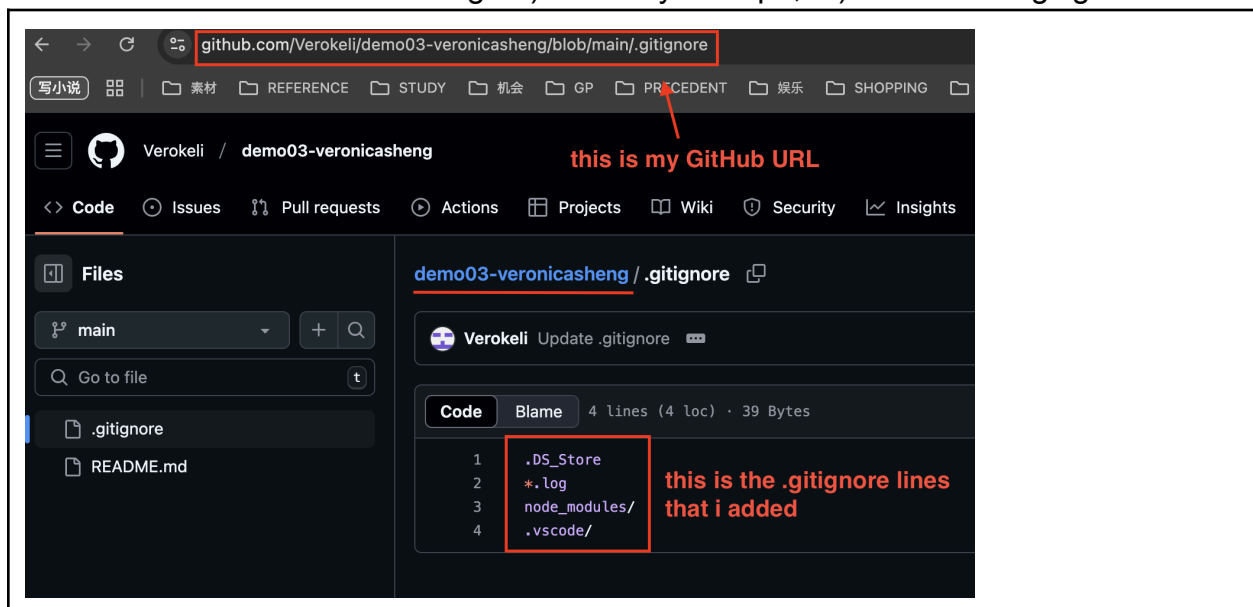 github.com/Verokeli/demo03-veronicasheng/blob/main/.gitignore
写小说 素材 REFERENCE STUDY 机会 GP PRECEDENT 娱乐 SHOPPING
Verokeli / demo03-veronicasheng
this is my GitHub URL
<> Code Issues Pull requests Actions Projects Wiki Security Insights
Files
demo03-veronicasheng / .gitignore
main
Verokeli Update .gitignore
Go to file t
Code Blame 4 lines (4 loc) · 39 Bytes
.gitignore
README.md
1 .DS_Store
2 *.log
3 node_modules/
4 .vscode/
this is the .gitignore lines
that i added